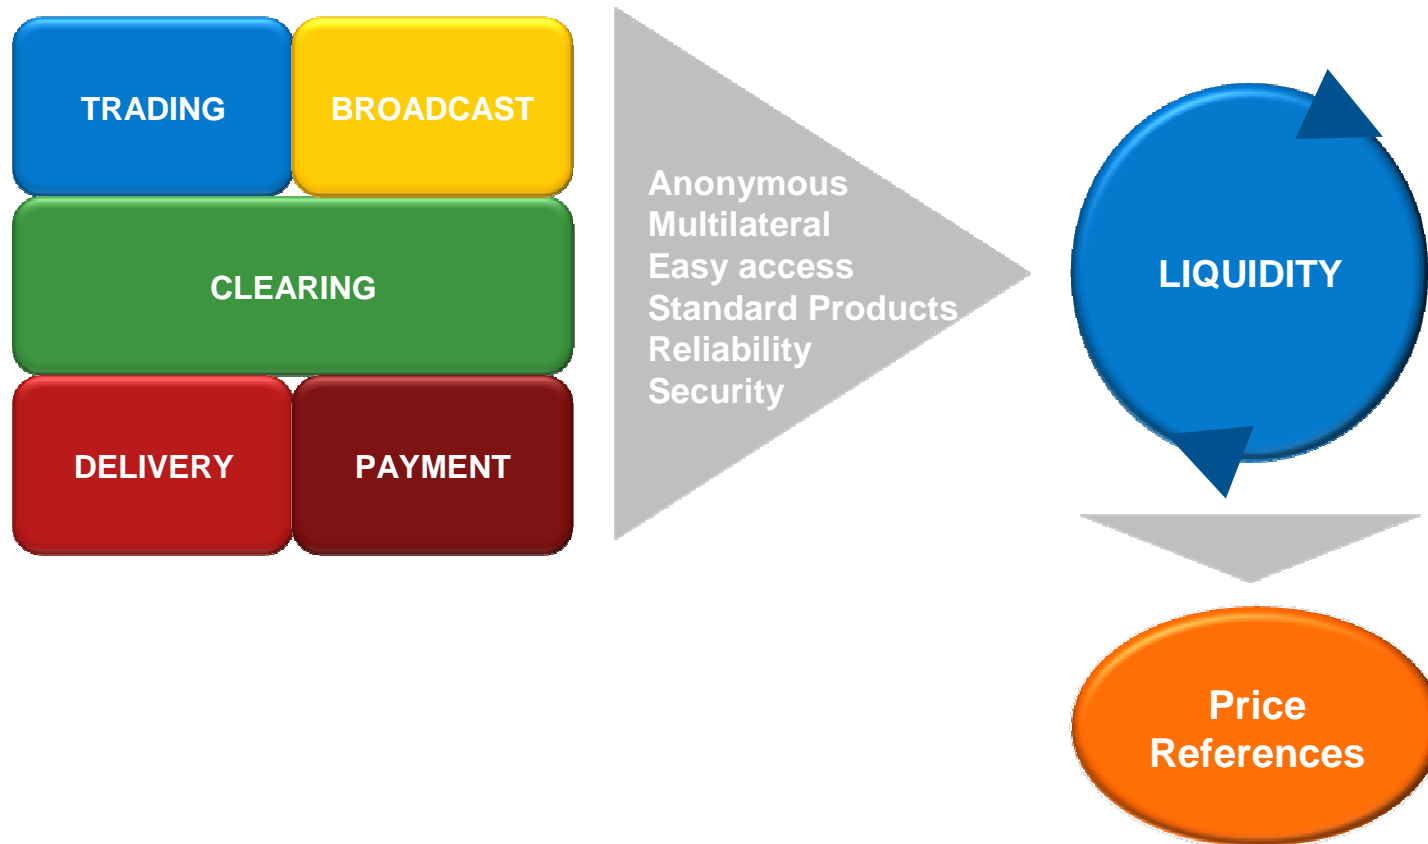 TRADING
BROADCAST
CLEARING
DELIVERY
PAYMENT
Anonymous
Multilateral
Easy access
Standard Products
Reliability
Security
LIQUIDITY
Price
References